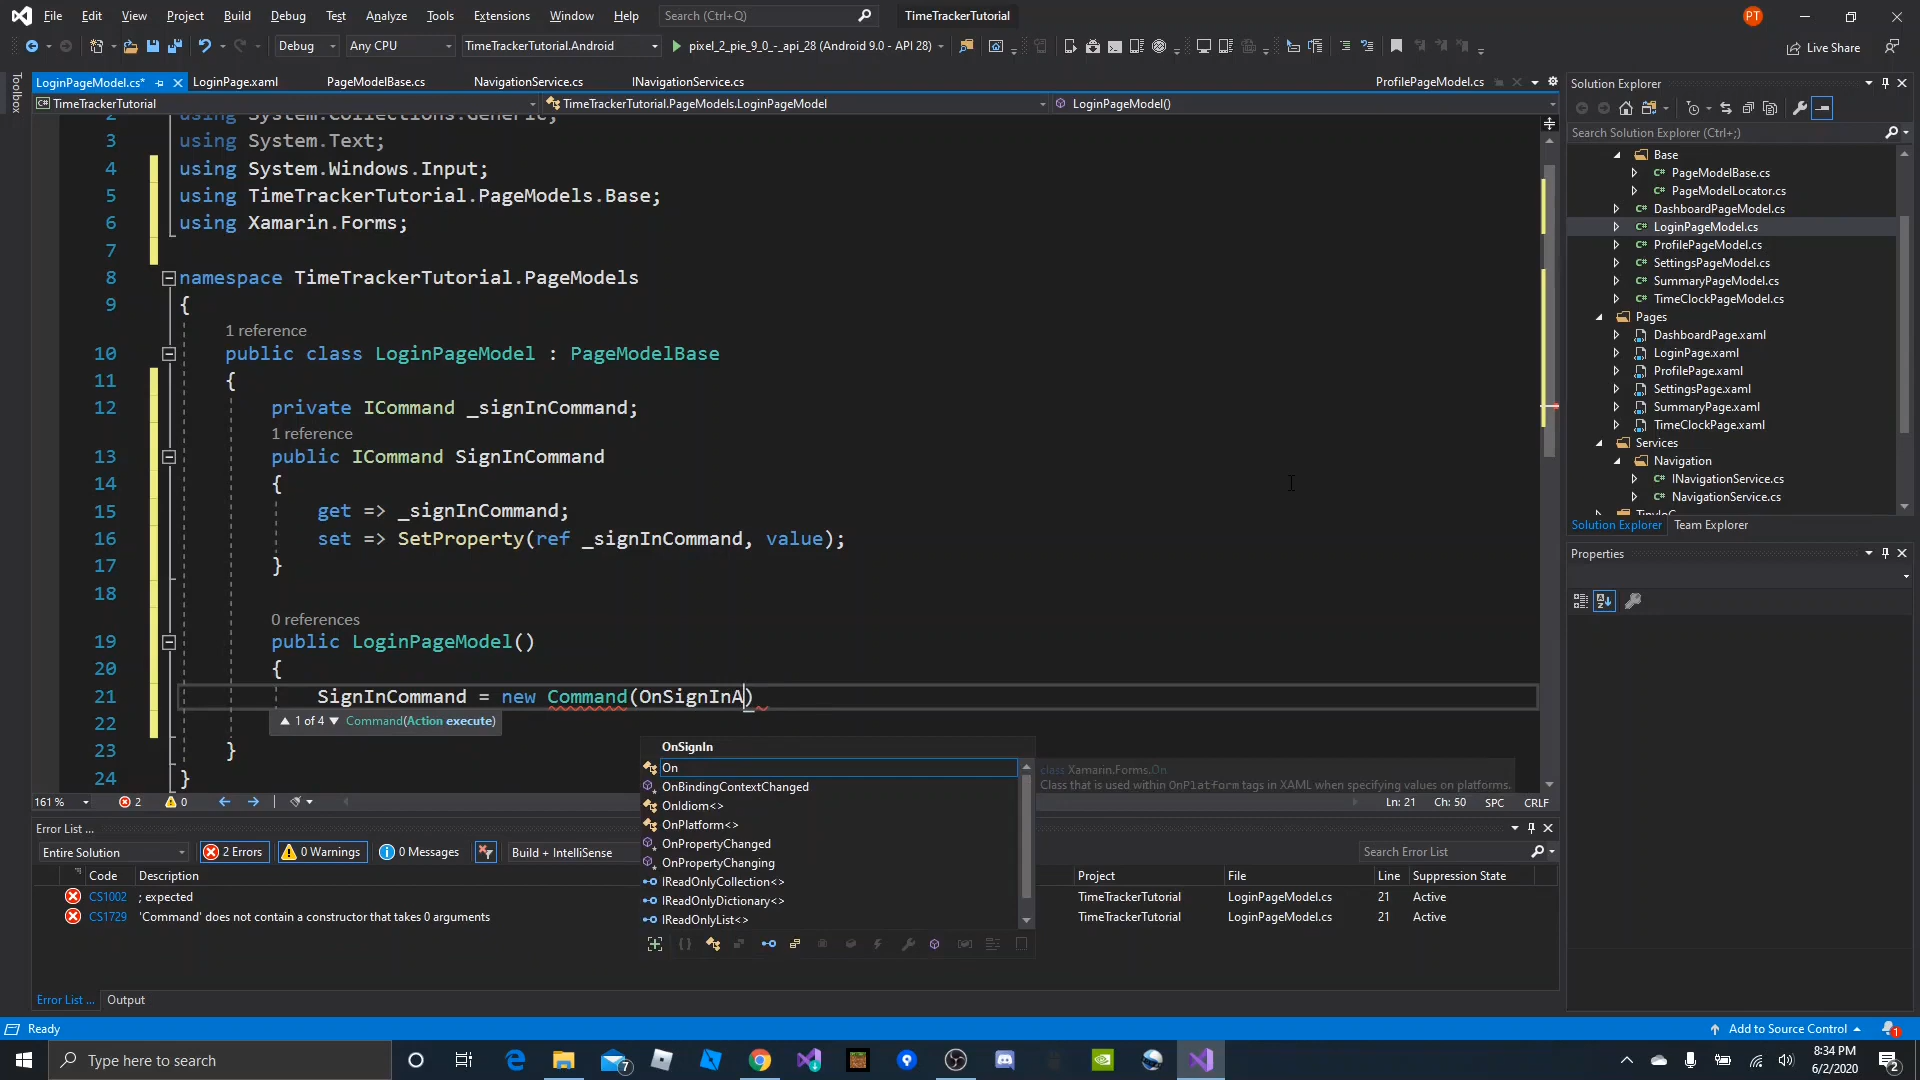 File Edit View Project Build Debug Test Analyze Tools Extensions Window Help Search (Ctrl+Q) TimeTrackerTutorial PT
Debug Any CPU TimeTrackerTutorial.Android pixel_2_pie_9_0_-_api_28 (Android 9.0 - API 28) Live Share
Toolbox
LoginPageModel.cs* LoginPage.xaml PageModelBase.cs NavigationService.cs INavigationService.cs ProfilePageModel.cs
TimeTrackerTutorial TimeTrackerTutorial.PageModels.LoginPageModel LoginPageModel()
2 using System.Collections.Generic;
3 using System.Text;
4 using System.Windows.Input;
5 using TimeTrackerTutorial.PageModels.Base;
6 using Xamarin.Forms;
7
8 namespace TimeTrackerTutorial.PageModels
9 {
1 reference
10 public class LoginPageModel : PageModelBase
11 {
12 private ICommand _signInCommand;
1 reference
13 public ICommand SignInCommand
14 {
15 get => _signInCommand;
16 set => SetProperty(ref _signInCommand, value);
17 }
18
0 references
19 public LoginPageModel()
20 {
21 SignInCommand = new Command(OnSignInA)
22
1 of 4 Command(Action execute)
23 }
24 }
OnSignIn
On
OnBindingContextChanged
OnIdiom<>
OnPlatform<>
OnPropertyChanged
OnPropertyChanging
IReadOnlyCollection<>
IReadOnlyDictionary<>
IReadOnlyList<>
class Xamarin.Forms.On
Class that is used within OnPlatform tags in XAML when specifying values on platforms.
161 % 2 0 Ln: 21 Ch: 50 SPC CRLF
Error List ...
Entire Solution 2 Errors 0 Warnings 0 Messages Build + IntelliSense Search Error List
Code Description Project File Line Suppression State
CS1002 ; expected TimeTrackerTutorial LoginPageModel.cs 21 Active
CS1729 'Command' does not contain a constructor that takes 0 arguments TimeTrackerTutorial LoginPageModel.cs 21 Active
Error List ... Output
Solution Explorer
Search Solution Explorer (Ctrl+;)
Base
PageModelBase.cs
PageModelLocator.cs
DashboardPageModel.cs
LoginPageModel.cs
ProfilePageModel.cs
SettingsPageModel.cs
SummaryPageModel.cs
TimeClockPageModel.cs
Pages
DashboardPage.xaml
LoginPage.xaml
ProfilePage.xaml
SettingsPage.xaml
SummaryPage.xaml
TimeClockPage.xaml
Services
Navigation
INavigationService.cs
NavigationService.cs
Solution Explorer Team Explorer
Properties
Ready Add to Source Control 1
Type here to search 7 8:34 PM
6/2/2020 2